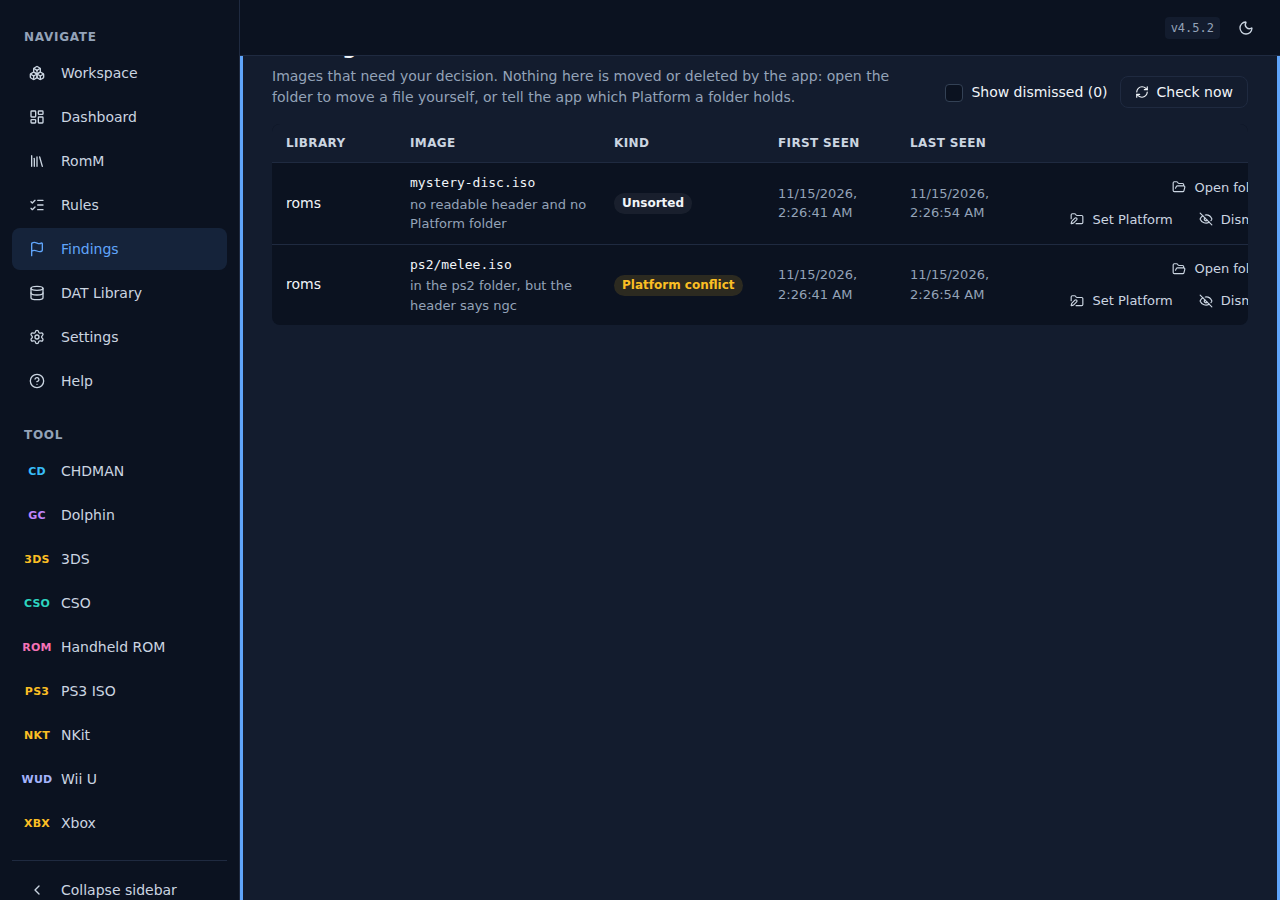 NAVIGATE
Workspace
Dashboard
RomM
Rules
Findings
DAT Library
Settings
Help
TOOL
CD CHDMAN
GC Dolphin
3DS 3DS
CSO CSO
ROM Handheld ROM
PS3 PS3 ISO
NKT NKit
WUD Wii U
XBX Xbox
Collapse sidebar
v4.5.2
Images that need your decision. Nothing here is moved or deleted by the app: open the
folder to move a file yourself, or tell the app which Platform a folder holds.
Show dismissed (0)
Check now
LIBRARY IMAGE KIND FIRST SEEN LAST SEEN
roms
mystery-disc.iso
no readable header and no
Platform folder
Unsorted
11/15/2026,
2:26:41 AM
11/15/2026,
2:26:54 AM
Open fol
Set Platform
Dism
roms
ps2/melee.iso
in the ps2 folder, but the
header says ngc
Platform conflict
11/15/2026,
2:26:41 AM
11/15/2026,
2:26:54 AM
Open fol
Set Platform
Dism